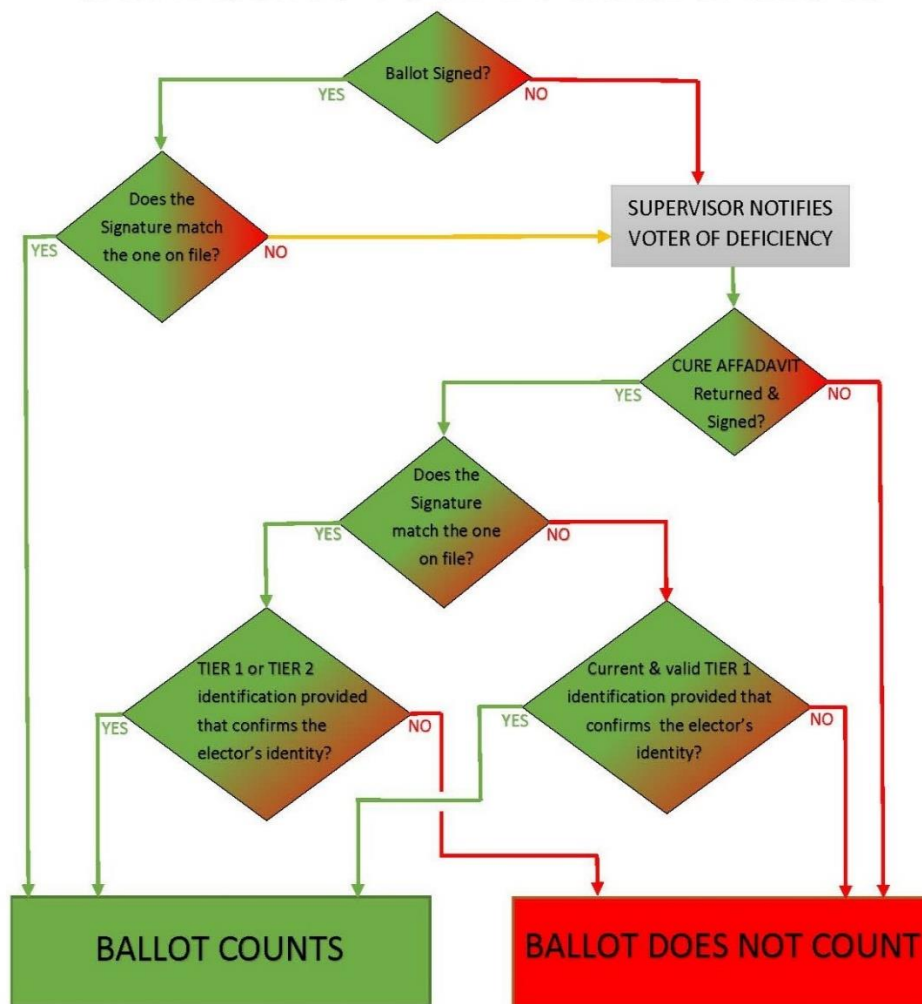 Ballot Signed?
YES
NO
Does the
Signature match
the one on file?
YES
NO
SUPERVISOR NOTIFIES
VOTER OF DEFICIENCY
CURE AFFADAVIT
Returned &
Signed?
YES
NO
Does the
Signature
match the one
on file?
YES
NO
TIER 1 or TIER 2
identification provided
that confirms the
elector's identity?
YES
NO
Current & valid TIER 1
identification provided that
confirms the elector's
identity?
YES
NO
BALLOT COUNTS
BALLOT DOES NOT COUNT